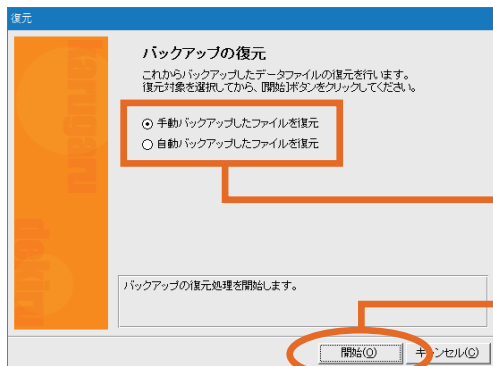 復元
バックアップの復元
これからバックアップしたデータファイルの復元を行います。
復元対象を選択してから、[開始]ボタンをクリックしてください。
手動バックアップしたファイルを復元
自動バックアップしたファイルを復元
karugaru
dekiru
バックアップの復元処理を開始します。
開始(O)
キャンセル(C)